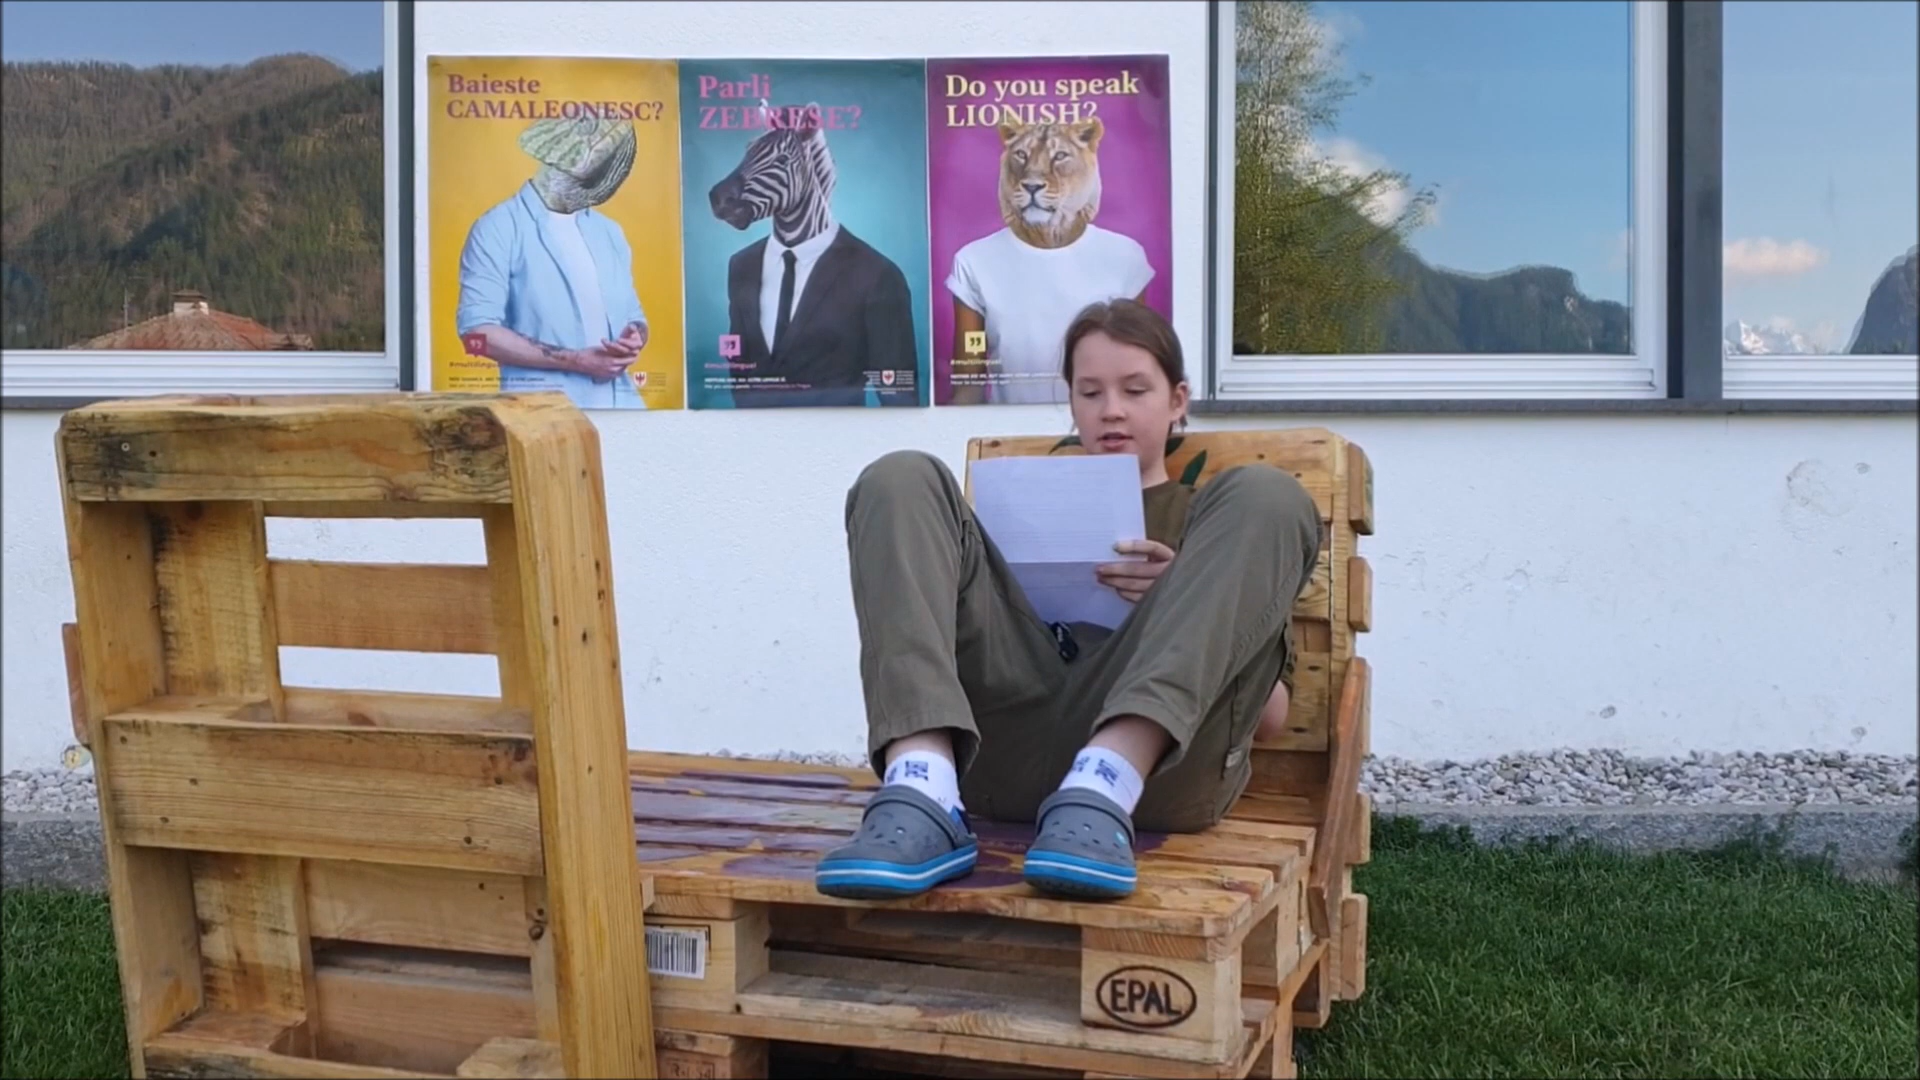 Baieste
CAMALEONESC?
Parli
ZEBRESE?
Do you speak
LIONISH?
#multilingual
#multilingual
#multilingual
EPAL